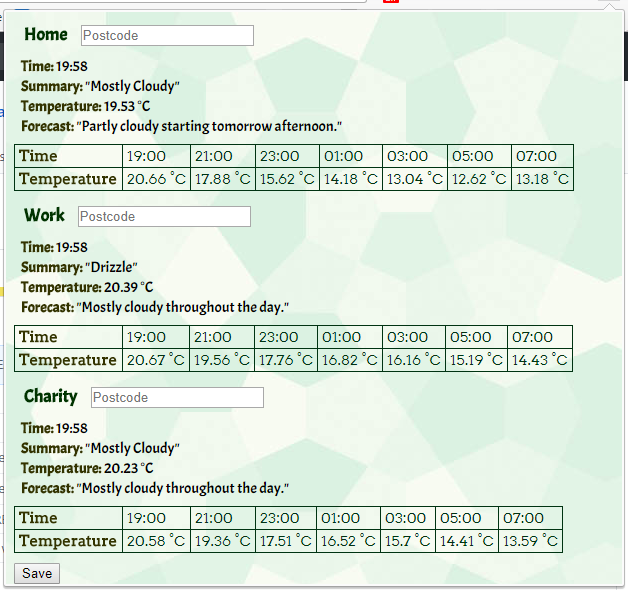 Home Postcode
Time: 19:58
Summary: "Mostly Cloudy"
Temperature: 19.53 °C
Forecast: "Partly cloudy starting tomorrow afternoon."
Time 19:00 21:00 23:00 01:00 03:00 05:00 07:00
Temperature 20.66 °C 17.88 °C 15.62 °C 14.18 °C 13.04 °C 12.62 °C 13.18 °C
Work Postcode
Time: 19:58
Summary: "Drizzle"
Temperature: 20.39 °C
Forecast: "Mostly cloudy throughout the day."
Time 19:00 21:00 23:00 01:00 03:00 05:00 07:00
Temperature 20.67 °C 19.56 °C 17.76 °C 16.82 °C 16.16 °C 15.19 °C 14.43 °C
Charity Postcode
Time: 19:58
Summary: "Mostly Cloudy"
Temperature: 20.23 °C
Forecast: "Mostly cloudy throughout the day."
Time 19:00 21:00 23:00 01:00 03:00 05:00 07:00
Temperature 20.58 °C 19.36 °C 17.51 °C 16.52 °C 15.7 °C 14.41 °C 13.59 °C
Save